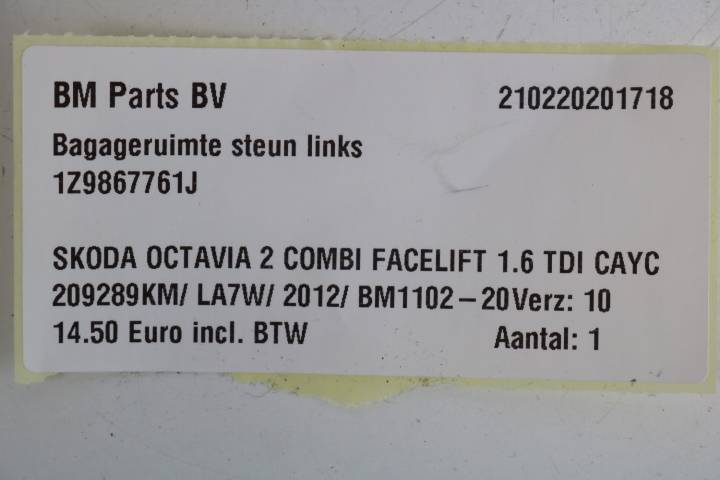 BM Parts BV 210220201718
Bagageruimte steun links
1Z9867761J
SKODA OCTAVIA 2 COMBI FACELIFT 1.6 TDI CAYC
209289KM/ LA7W/ 2012/ BM1102-20Verz: 10
14.50 Euro incl. BTW Aantal: 1